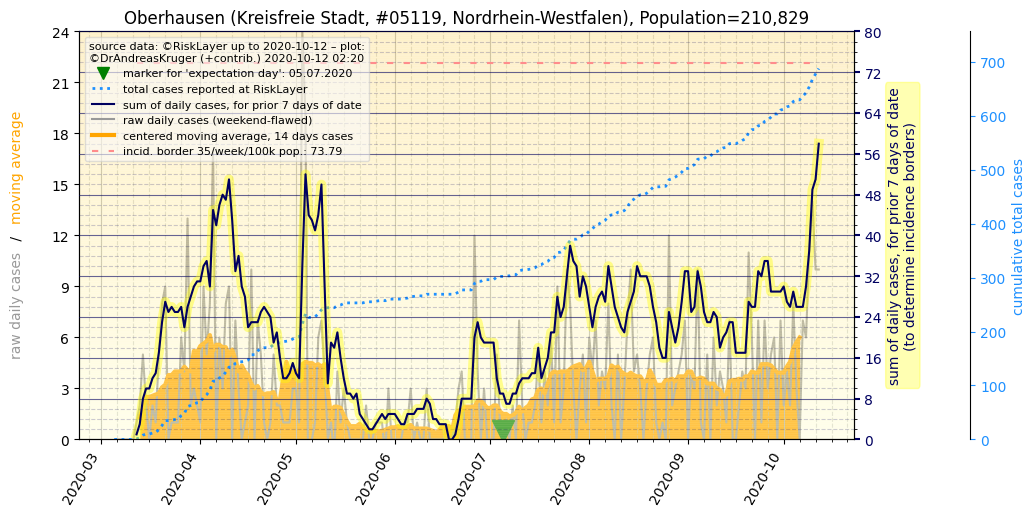 Oberhausen (Kreisfreie Stadt, #05119, Nordrhein-Westfalen), Population=210,829
source data: ©RiskLayer up to 2020-10-12 – plot:
©DrAndreasKruger (+contrib.) 2020-10-12 02:20
marker for 'expectation day': 05.07.2020
total cases reported at RiskLayer
sum of daily cases, for prior 7 days of date
raw daily cases (weekend-flawed)
centered moving average, 14 days cases
incid. border 35/week/100k pop.: 73.79
raw daily cases / moving average
24
21
18
15
12
9
6
3
0
80
72
64
56
48
40
32
24
16
8
0
sum of daily cases, for prior 7 days of date
(to determine incidence borders)
700
600
500
400
300
200
100
0
cumulative total cases
2020-03
2020-04
2020-05
2020-06
2020-07
2020-08
2020-09
2020-10